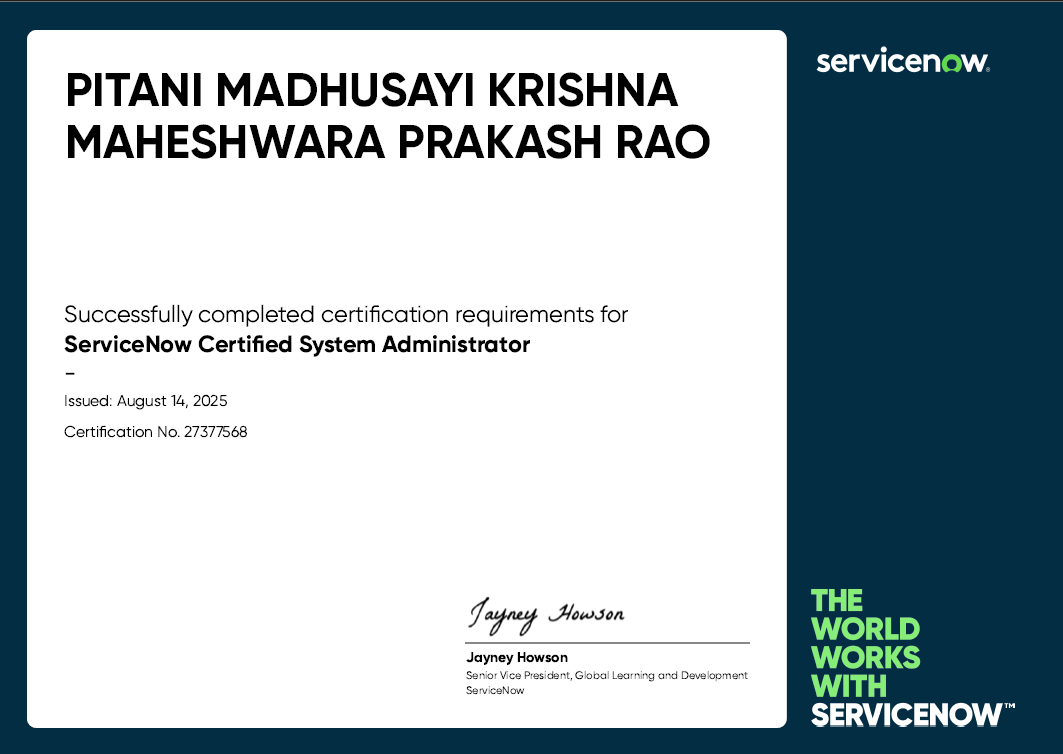 PITANI MADHUSAYI KRISHNA
MAHESHWARA PRAKASH RAO
Successfully completed certification requirements for
ServiceNow Certified System Administrator
–
Issued: August 14, 2025
Certification No. 27377568
Jayney Howson
Jayney Howson
Senior Vice President, Global Learning and Development
ServiceNow
servicenow®
THE
WORLD
WORKS
WITH
SERVICENOW™